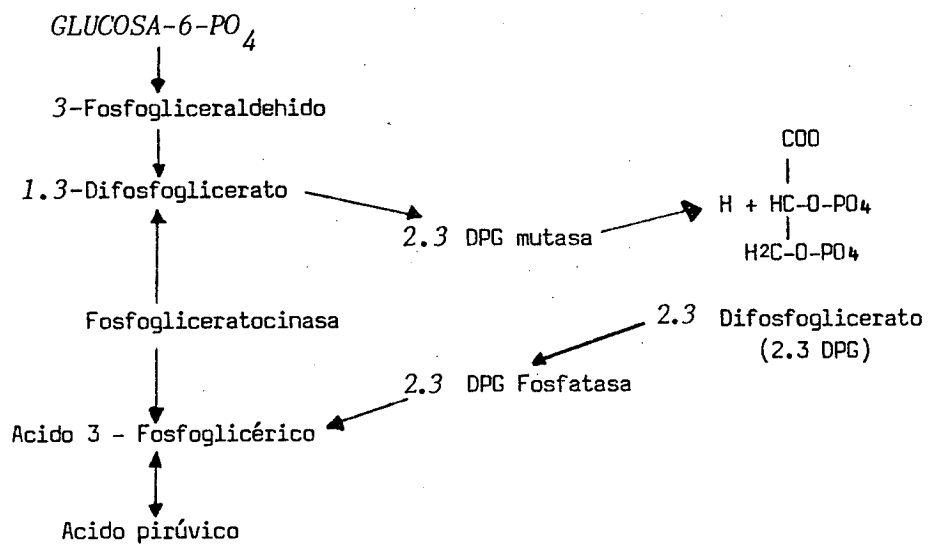 GLUCOSA-6-PO4
3-Fosfogliceraldehido
COO
1.3-Difosfoglicerato
H + HC-O-PO4
2.3 DPG mutasa
H2C-O-PO4
Fosfogliceratocinasa
2.3 Difosfoglicerato
(2.3 DPG)
2.3 DPG Fosfatasa
Acido 3 - Fosfoglicérico
Acido pirúvico